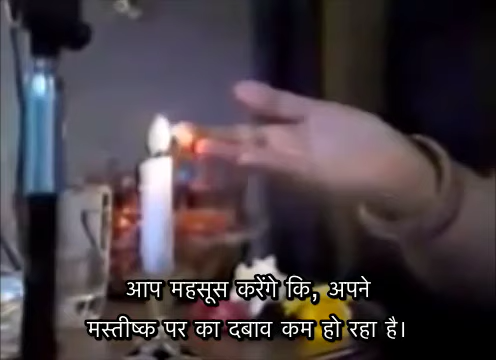 आप महसूस करेंगे कि, अपने
मस्तीष्क पर का दबाव कम हो रहा है।